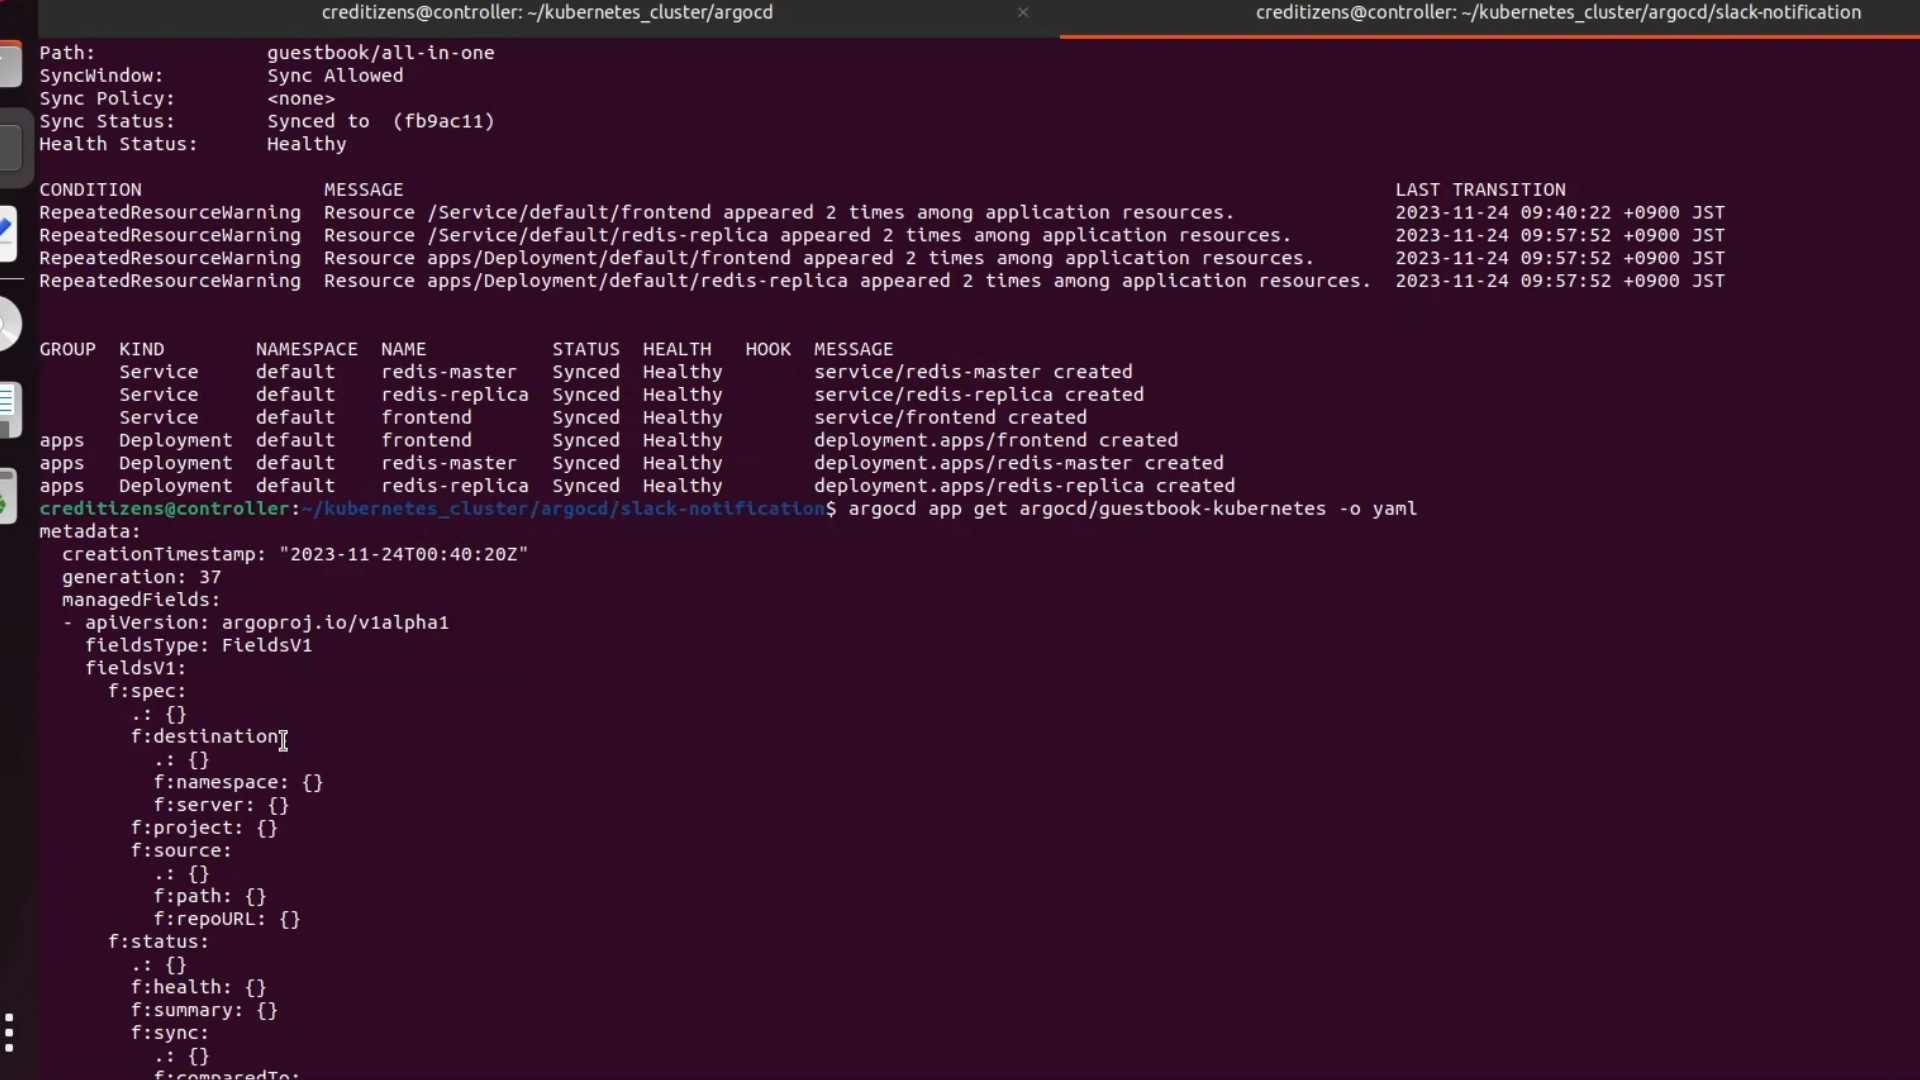 creditizens@controller: ~/kubernetes_cluster/argocd × creditizens@controller: ~/kubernetes_cluster/argocd/slack-notification
Path: guestbook/all-in-one
SyncWindow: Sync Allowed
Sync Policy: <none>
Sync Status: Synced to (fb9ac11)
Health Status: Healthy
CONDITION MESSAGE LAST TRANSITION
RepeatedResourceWarning Resource /Service/default/frontend appeared 2 times among application resources. 2023-11-24 09:40:22 +0900 JST
RepeatedResourceWarning Resource /Service/default/redis-replica appeared 2 times among application resources. 2023-11-24 09:57:52 +0900 JST
RepeatedResourceWarning Resource apps/Deployment/default/frontend appeared 2 times among application resources. 2023-11-24 09:57:52 +0900 JST
RepeatedResourceWarning Resource apps/Deployment/default/redis-replica appeared 2 times among application resources. 2023-11-24 09:57:52 +0900 JST
GROUP KIND NAMESPACE NAME STATUS HEALTH HOOK MESSAGE
Service default redis-master Synced Healthy service/redis-master created
Service default redis-replica Synced Healthy service/redis-replica created
Service default frontend Synced Healthy service/frontend created
apps Deployment default frontend Synced Healthy deployment.apps/frontend created
apps Deployment default redis-master Synced Healthy deployment.apps/redis-master created
apps Deployment default redis-replica Synced Healthy deployment.apps/redis-replica created
creditizens@controller:~/kubernetes_cluster/argocd/slack-notification$ argocd app get argocd/guestbook-kubernetes -o yaml
metadata:
  creationTimestamp: "2023-11-24T00:40:20Z"
  generation: 37
  managedFields:
  - apiVersion: argoproj.io/v1alpha1
    fieldsType: FieldsV1
    fieldsV1:
      f:spec:
        .: {}
        f:destination:
          .: {}
          f:namespace: {}
          f:server: {}
        f:project: {}
        f:source:
          .: {}
          f:path: {}
          f:repoURL: {}
      f:status:
        .: {}
        f:health: {}
        f:summary: {}
        f:sync:
          .: {}
          f:comparedTo: